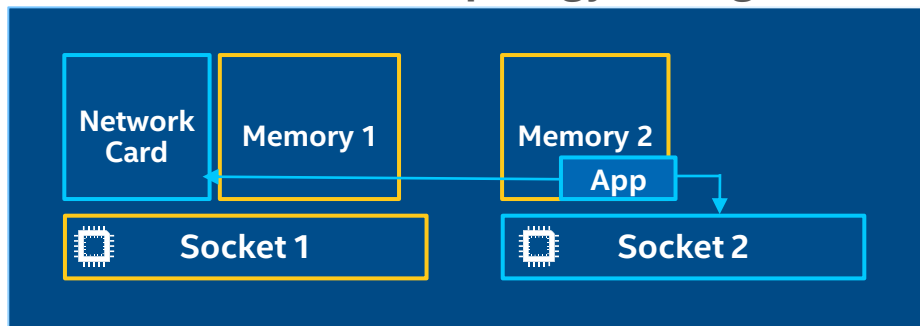 Network
Card
Memory 1
Memory 2
App
Socket 1
Socket 2